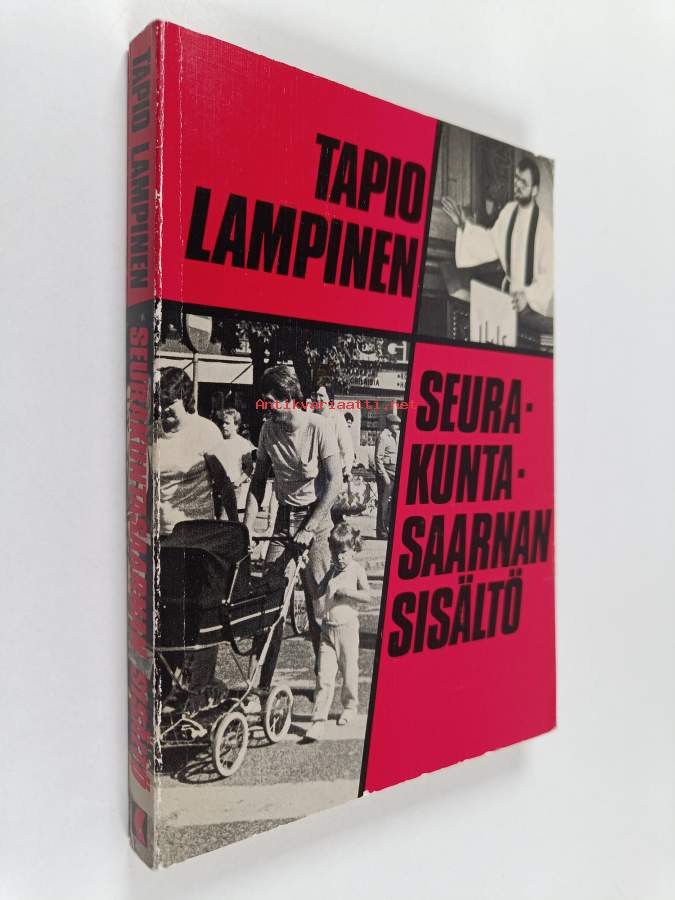 TAPIO LAMPINEN · SEURAKUNTASAARNAN SISÄLTÖ
TAPIO
LAMPINEN
SEURA-
KUNTA-
SAARNAN
SISÄLTÖ
Antikvariaatti.net